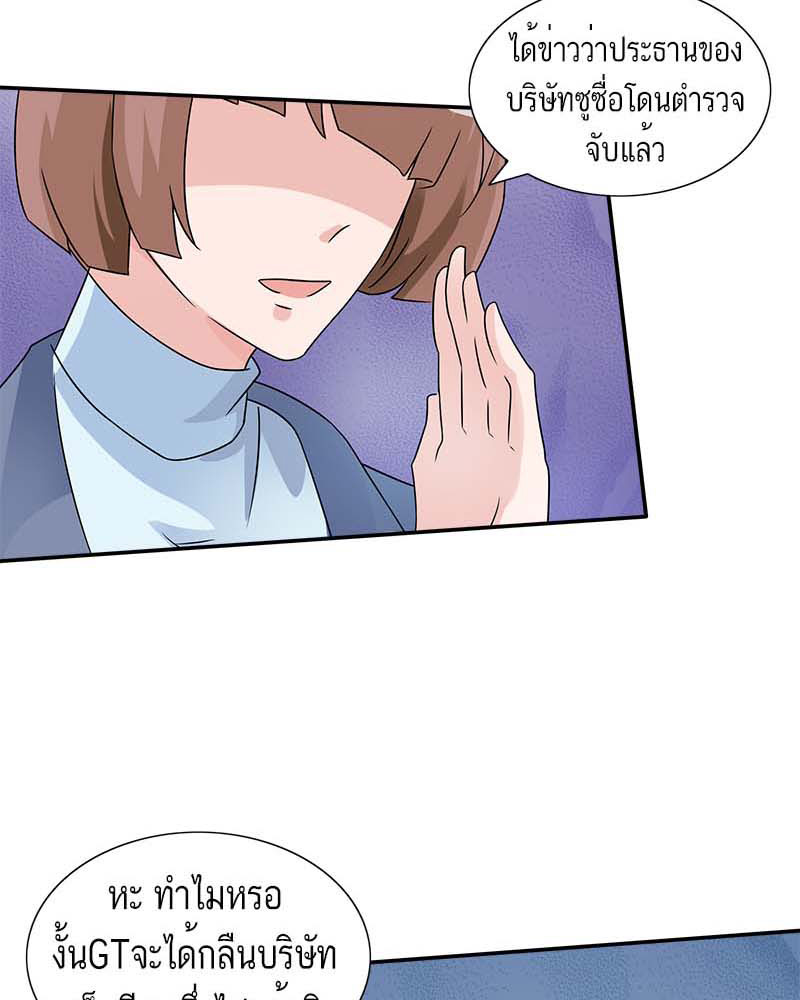 ได้ข่าวว่าประธานของ
บริษัทซูซื่อโดนตำรวจ
จับแล้ว
หะ ทำไมหรอ
งั้นGTจะได้กลืนบริษัท